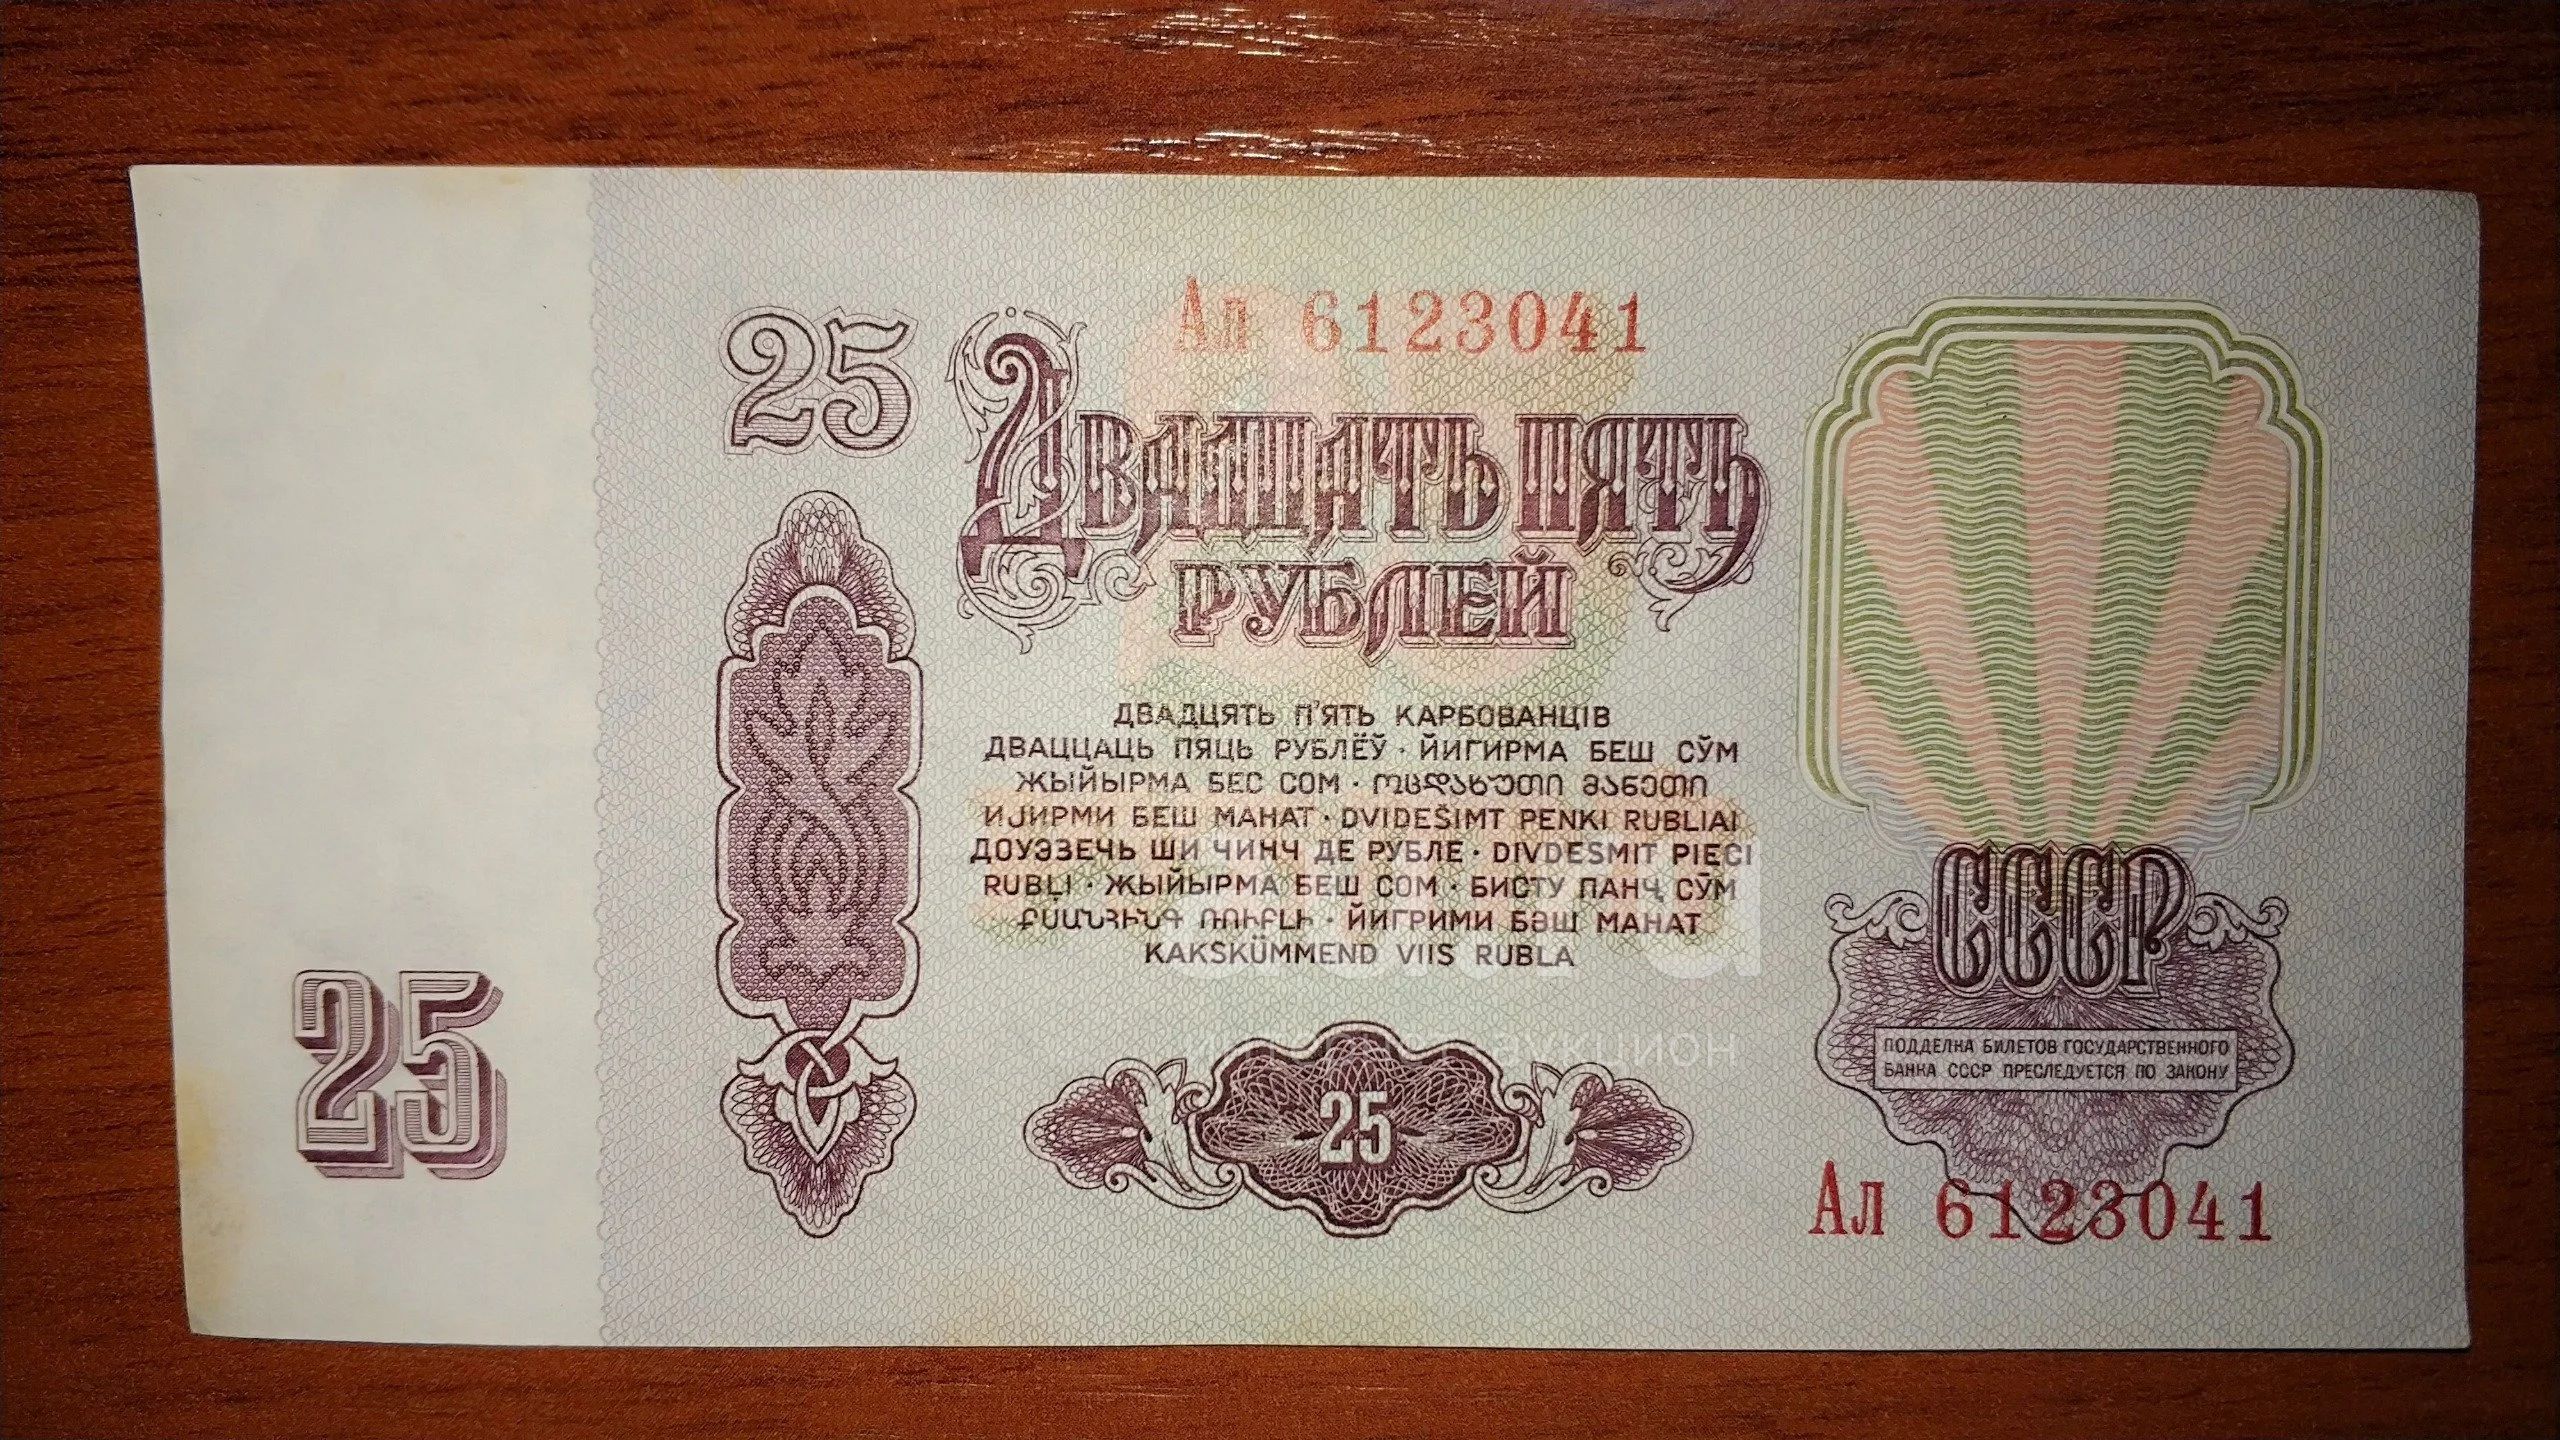 Ал 6123041
25
ДВАДЦАТЬ ПЯТЬ
РУБЛЕЙ
ДВАДЦЯТЬ П'ЯТЬ КАРБОВАНЦІВ
ДВАЦЦАЦЬ ПЯЦЬ РУБЛЁЎ · ЙИГИРМА БЕШ СЎМ
ЖЫЙЫРМА БЕС СОМ · ოცდახუთი მანეთი
ИЈИРМИ БЕШ МАНАТ · DVIDEŠIMT PENKI RUBLIAI
ДОУЭЗЕЧЬ ШИ ЧИНЧ ДЕ РУБЛЕ · DIVDESMIT PIECI
RUBĻI · ЖЫЙЫРМА БЕШ СОМ · БИСТУ ПАНҶ СӮМ
ՔՍԱՆՀԻՆԳ ՌՈՒԲԼԻ · ЙИГРИМИ БӘШ МАНАТ
KAKSKÜMMEND VIIS RUBLA
СССР
ПОДДЕЛКА БИЛЕТОВ ГОСУДАРСТВЕННОГО
БАНКА СССР ПРЕСЛЕДУЕТСЯ ПО ЗАКОНУ
25
25
Ал 6123041